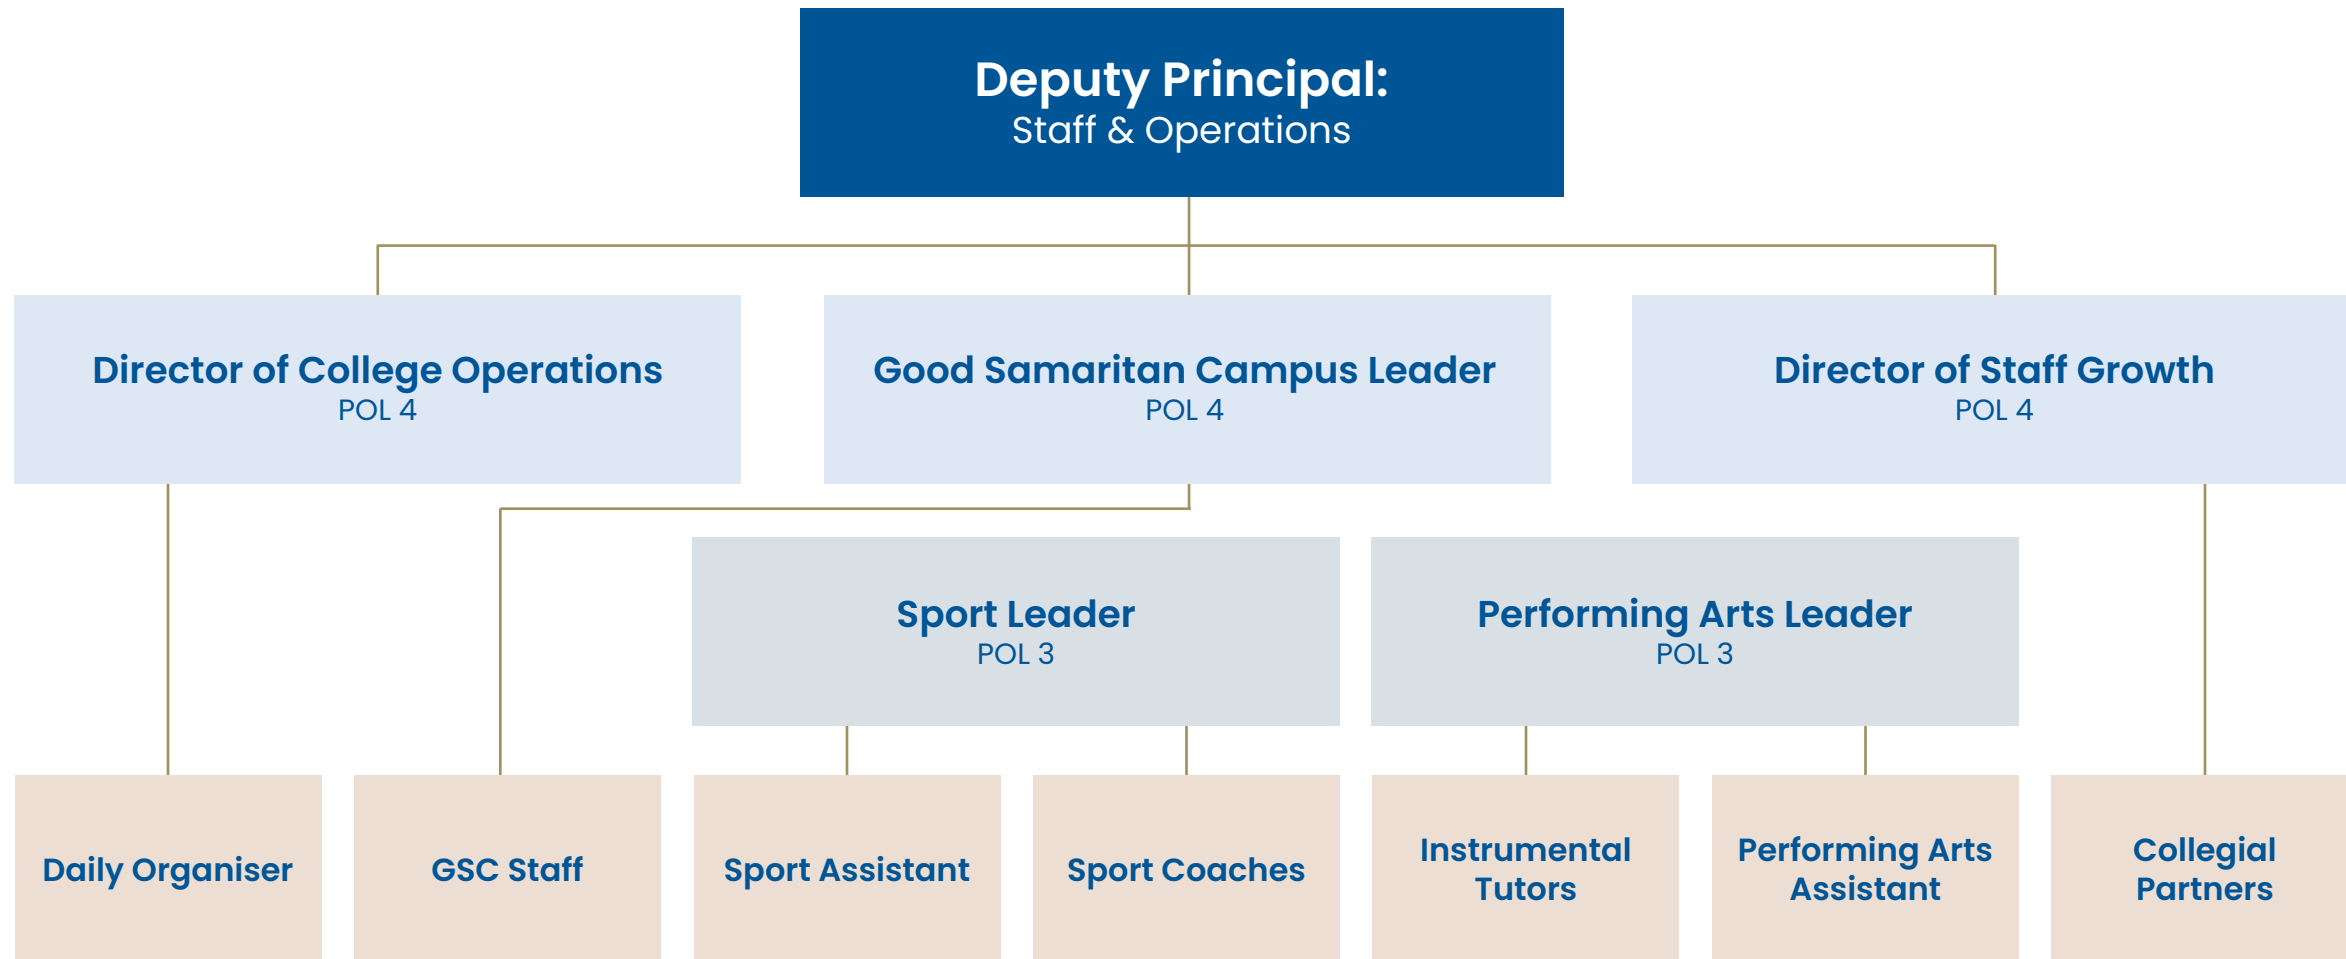 Deputy Principal:
Staff & Operations
Director of College Operations
POL 4
Good Samaritan Campus Leader
POL 4
Director of Staff Growth
POL 4
Sport Leader
POL 3
Performing Arts Leader
POL 3
Daily Organiser
GSC Staff
Sport Assistant
Sport Coaches
Instrumental
Tutors
Performing Arts
Assistant
Collegial
Partners